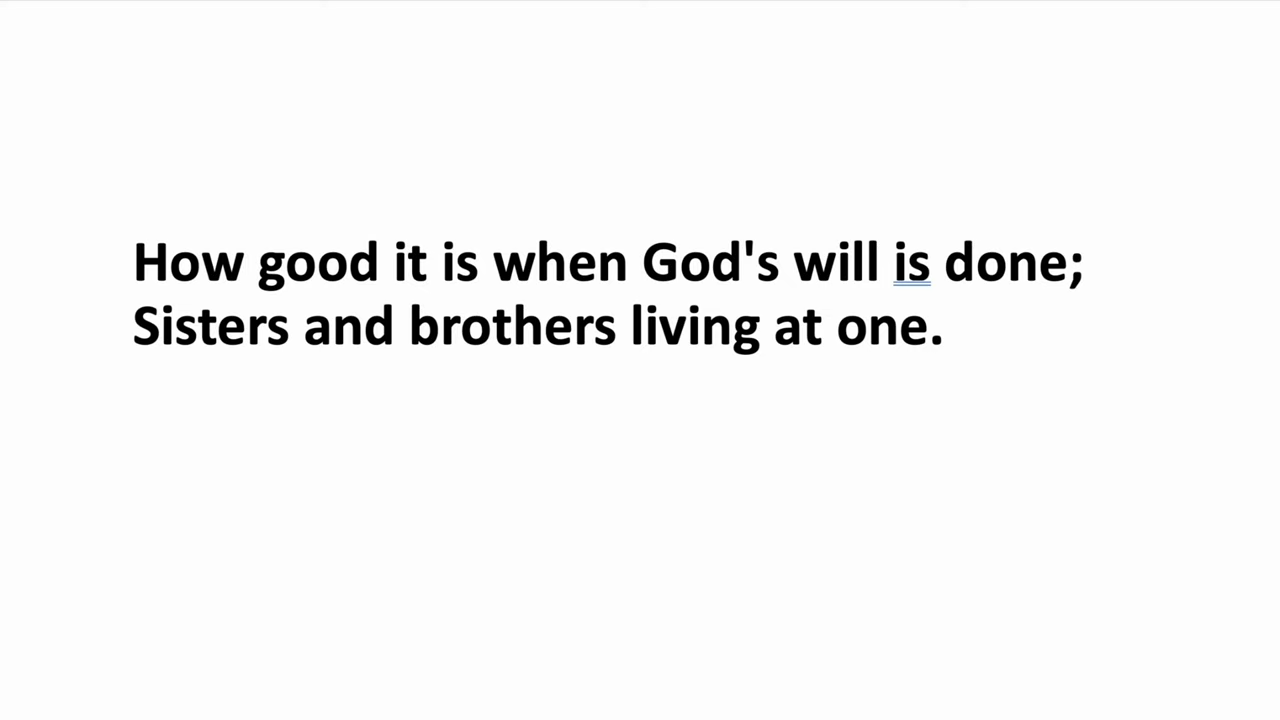 How good it is when God's will is done;
Sisters and brothers living at one.